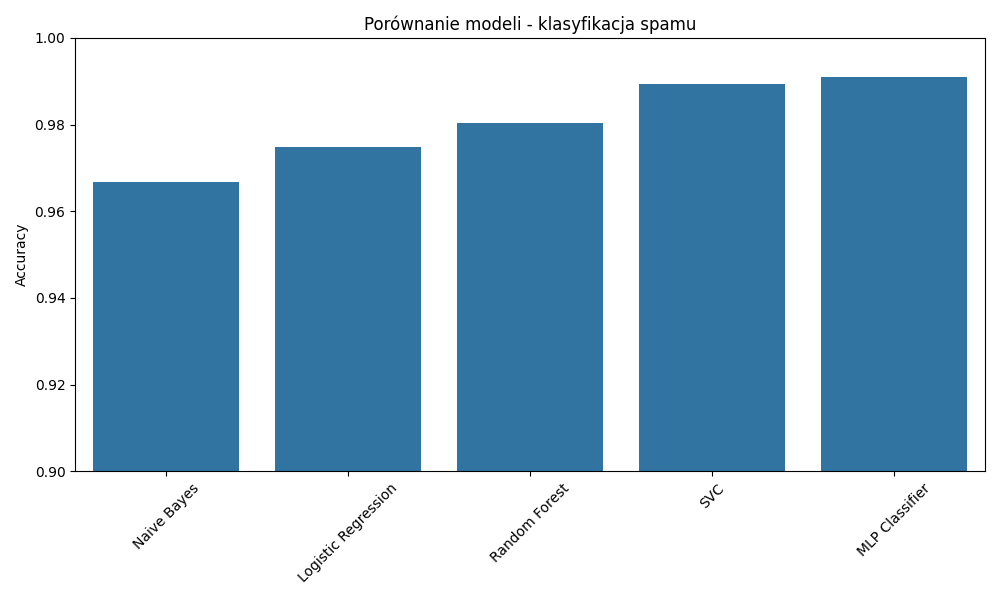 Porównanie modeli - klasyfikacja spamu
1.00
0.98
0.96
0.94
0.92
0.90
Accuracy
Naive Bayes
Logistic Regression
Random Forest
SVC
MLP Classifier